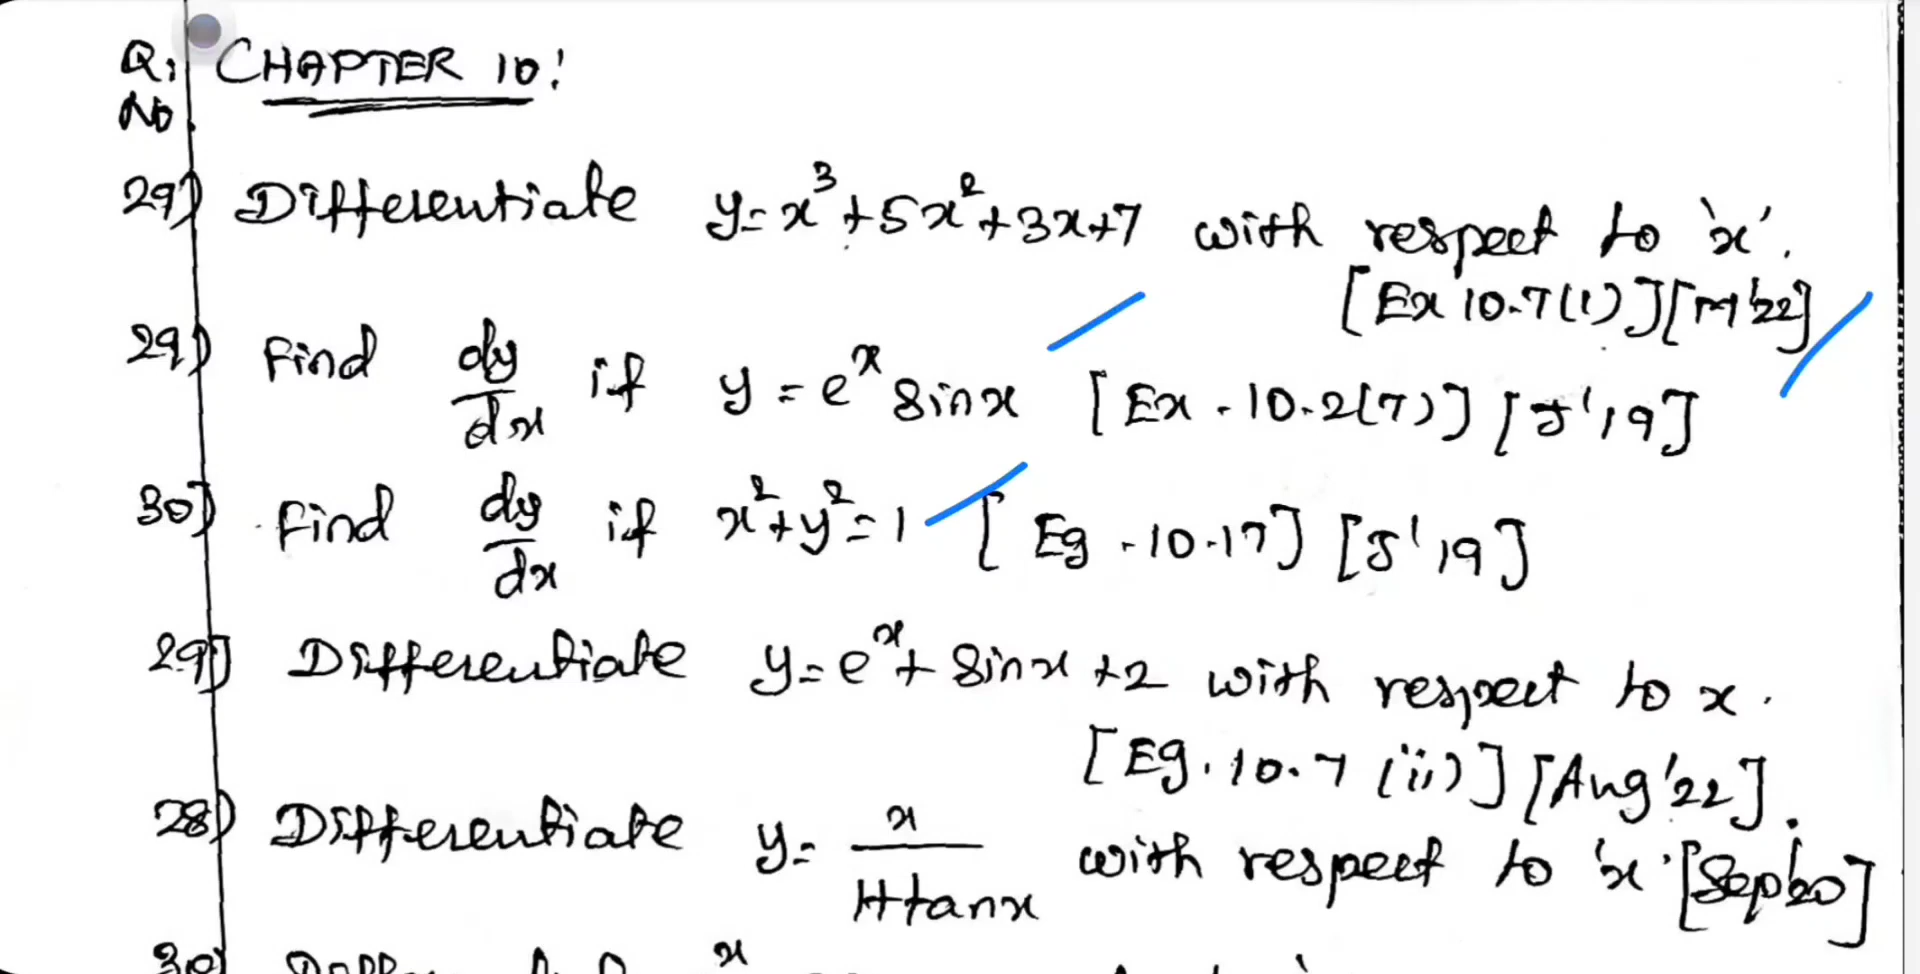 Q. CHAPTER 10:
No.
29) Differentiate y=x³+5x²+3x+7 with respect to 'x'.
[Ex 10.7(1)][M'22]
29) Find dy/dx if y = eˣ sinx [Ex. 10.2(7)] [J'19]
30) Find dy/dx if x²+y²=1 [Eg. 10.17] [J'19]
29) Differentiate y=eˣ+ sinx +2 with respect to x.
[Eg. 10.7 (ii)] [Aug'22].
28) Differentiate y= x/1+tanx with respect to 'x'. [Sep'20]
30)